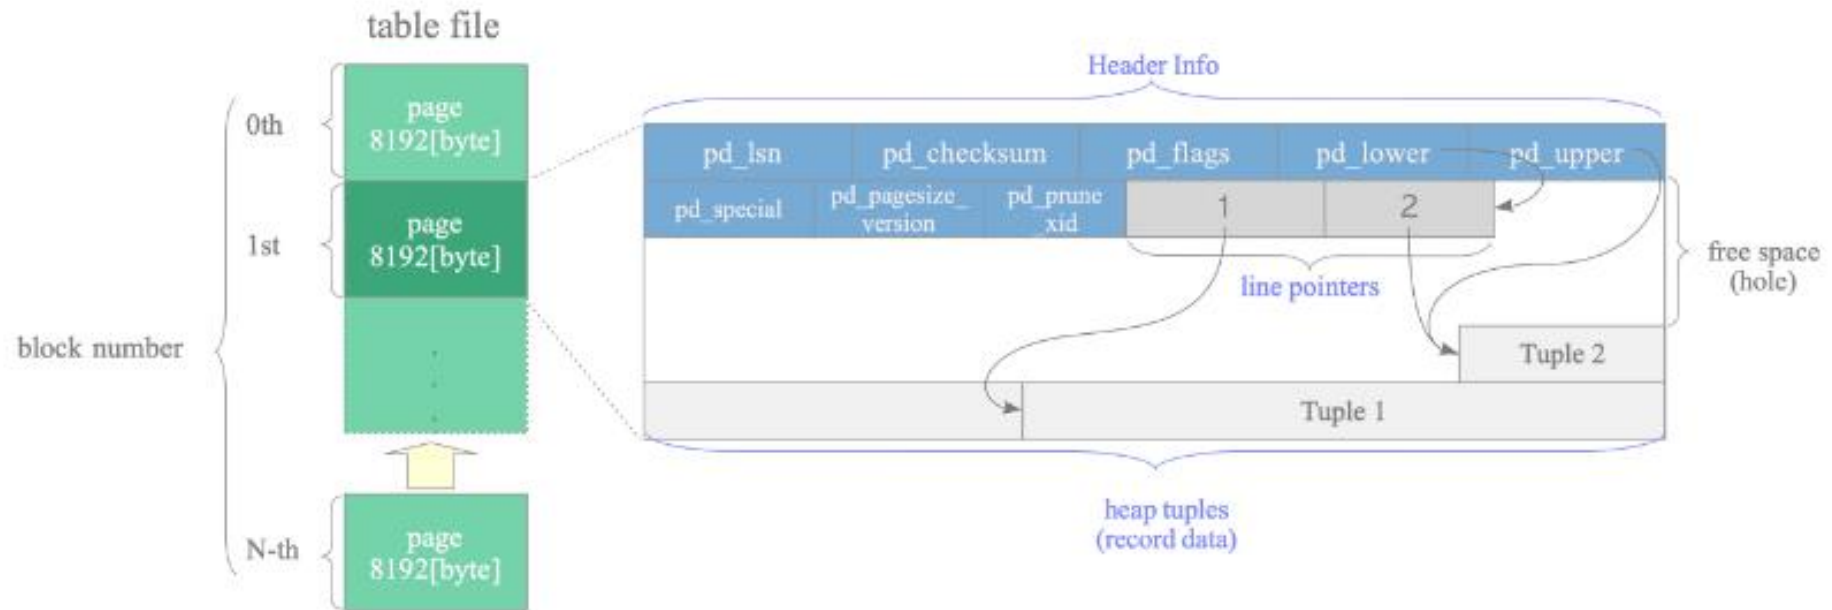 table file
block number
0th
page
8192[byte]
1st
page
8192[byte]
.
.
.
N-th
page
8192[byte]
Header Info
pd_lsn pd_checksum pd_flags pd_lower pd_upper
pd_special
pd_pagesize_
version
pd_prune
_xid
1 2
line pointers
free space
(hole)
Tuple 2
Tuple 1
heap tuples
(record data)